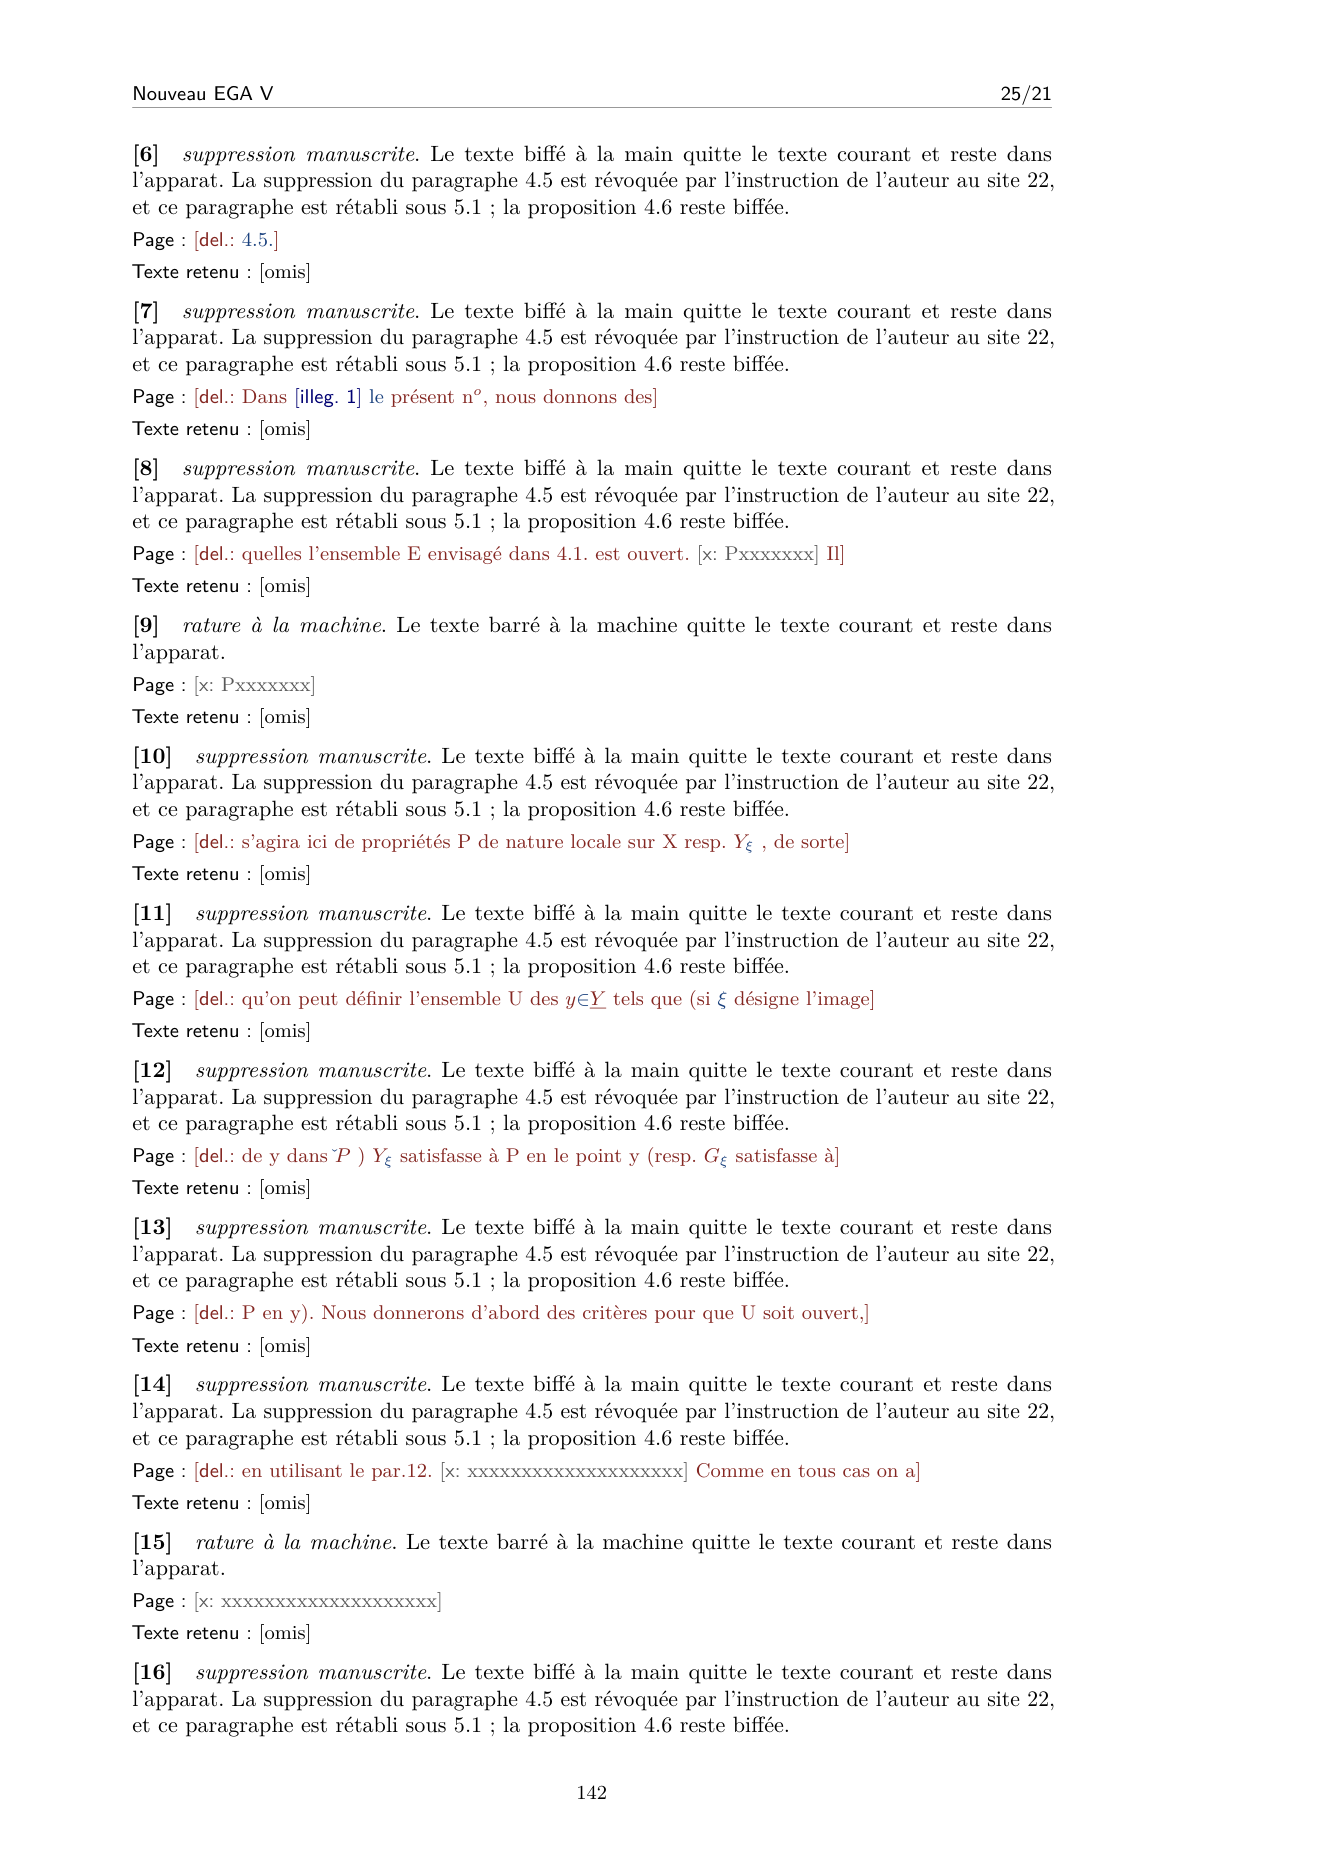 Nouveau EGA V 25/21
[6] suppression manuscrite. Le texte biffé à la main quitte le texte courant et reste dans
l'apparat. La suppression du paragraphe 4.5 est révoquée par l'instruction de l'auteur au site 22,
et ce paragraphe est rétabli sous 5.1 ; la proposition 4.6 reste biffée.
Page : [del.: 4.5.]
Texte retenu : [omis]
[7] suppression manuscrite. Le texte biffé à la main quitte le texte courant et reste dans
l'apparat. La suppression du paragraphe 4.5 est révoquée par l'instruction de l'auteur au site 22,
et ce paragraphe est rétabli sous 5.1 ; la proposition 4.6 reste biffée.
Page : [del.: Dans [illeg. 1] le présent nº, nous donnons des]
Texte retenu : [omis]
[8] suppression manuscrite. Le texte biffé à la main quitte le texte courant et reste dans
l'apparat. La suppression du paragraphe 4.5 est révoquée par l'instruction de l'auteur au site 22,
et ce paragraphe est rétabli sous 5.1 ; la proposition 4.6 reste biffée.
Page : [del.: quelles l'ensemble E envisagé dans 4.1. est ouvert. [x: Pxxxxxxx] Il]
Texte retenu : [omis]
[9] rature à la machine. Le texte barré à la machine quitte le texte courant et reste dans
l'apparat.
Page : [x: Pxxxxxxx]
Texte retenu : [omis]
[10] suppression manuscrite. Le texte biffé à la main quitte le texte courant et reste dans
l'apparat. La suppression du paragraphe 4.5 est révoquée par l'instruction de l'auteur au site 22,
et ce paragraphe est rétabli sous 5.1 ; la proposition 4.6 reste biffée.
Page : [del.: s'agira ici de propriétés P de nature locale sur X resp. Y_ξ , de sorte]
Texte retenu : [omis]
[11] suppression manuscrite. Le texte biffé à la main quitte le texte courant et reste dans
l'apparat. La suppression du paragraphe 4.5 est révoquée par l'instruction de l'auteur au site 22,
et ce paragraphe est rétabli sous 5.1 ; la proposition 4.6 reste biffée.
Page : [del.: qu'on peut définir l'ensemble U des y∈Y tels que (si ξ désigne l'image]
Texte retenu : [omis]
[12] suppression manuscrite. Le texte biffé à la main quitte le texte courant et reste dans
l'apparat. La suppression du paragraphe 4.5 est révoquée par l'instruction de l'auteur au site 22,
et ce paragraphe est rétabli sous 5.1 ; la proposition 4.6 reste biffée.
Page : [del.: de y dans ˇP ) Y_ξ satisfasse à P en le point y (resp. G_ξ satisfasse à]
Texte retenu : [omis]
[13] suppression manuscrite. Le texte biffé à la main quitte le texte courant et reste dans
l'apparat. La suppression du paragraphe 4.5 est révoquée par l'instruction de l'auteur au site 22,
et ce paragraphe est rétabli sous 5.1 ; la proposition 4.6 reste biffée.
Page : [del.: P en y). Nous donnerons d'abord des critères pour que U soit ouvert,]
Texte retenu : [omis]
[14] suppression manuscrite. Le texte biffé à la main quitte le texte courant et reste dans
l'apparat. La suppression du paragraphe 4.5 est révoquée par l'instruction de l'auteur au site 22,
et ce paragraphe est rétabli sous 5.1 ; la proposition 4.6 reste biffée.
Page : [del.: en utilisant le par.12. [x: xxxxxxxxxxxxxxxxxxxx] Comme en tous cas on a]
Texte retenu : [omis]
[15] rature à la machine. Le texte barré à la machine quitte le texte courant et reste dans
l'apparat.
Page : [x: xxxxxxxxxxxxxxxxxxxx]
Texte retenu : [omis]
[16] suppression manuscrite. Le texte biffé à la main quitte le texte courant et reste dans
l'apparat. La suppression du paragraphe 4.5 est révoquée par l'instruction de l'auteur au site 22,
et ce paragraphe est rétabli sous 5.1 ; la proposition 4.6 reste biffée.
142